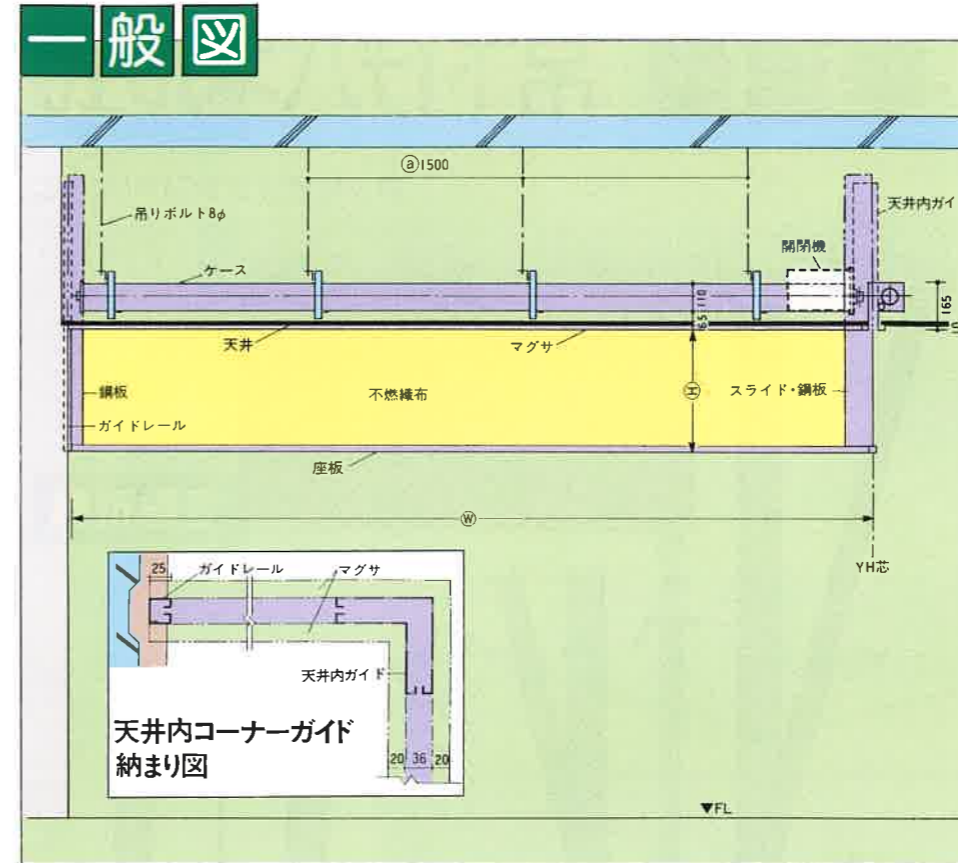 一般図
ⓐ1500
吊りボルト8φ
天井内ガイ
ケース
開閉機
165
110
65
10
天井
マグサ
鋼板
不燃繊布
Ⓗ
スライド・鋼板
ガイドレール
座板
Ⓦ
YH芯
25
ガイドレール
マグサ
天井内ガイド
天井内コーナーガイド
納まり図
20 36 20
▼FL